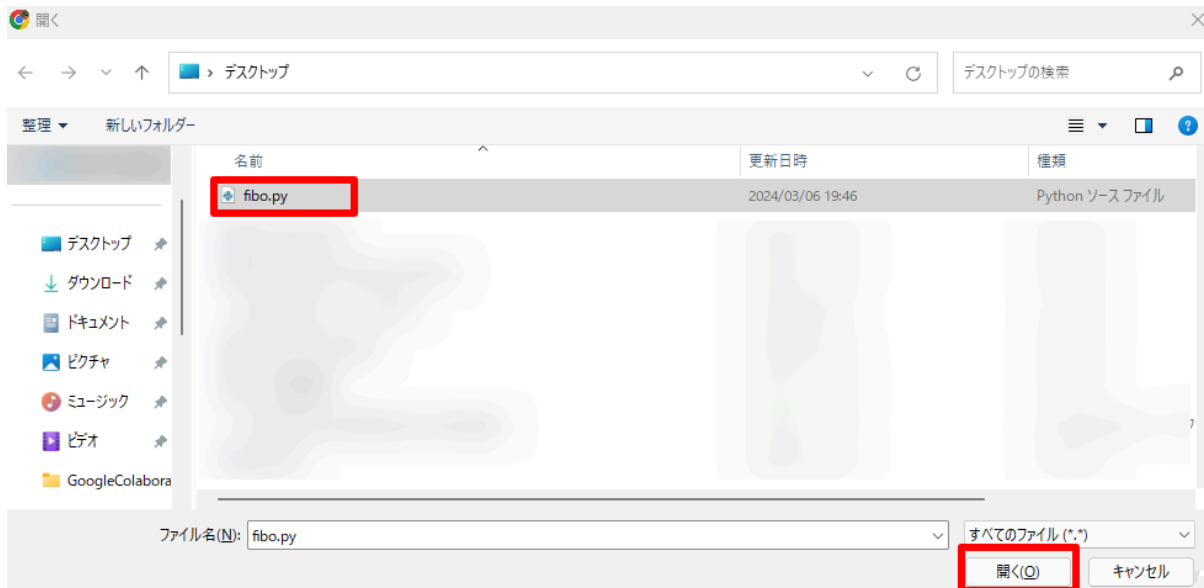 開く
デスクトップ
デスクトップの検索
整理
新しいフォルダー
名前
更新日時
種類
fibo.py
2024/03/06 19:46
Python ソース ファイル
デスクトップ
ダウンロード
ドキュメント
ピクチャ
ミュージック
ビデオ
GoogleColabora
ファイル名(N):
fibo.py
すべてのファイル (*.*)
開く(O)
キャンセル